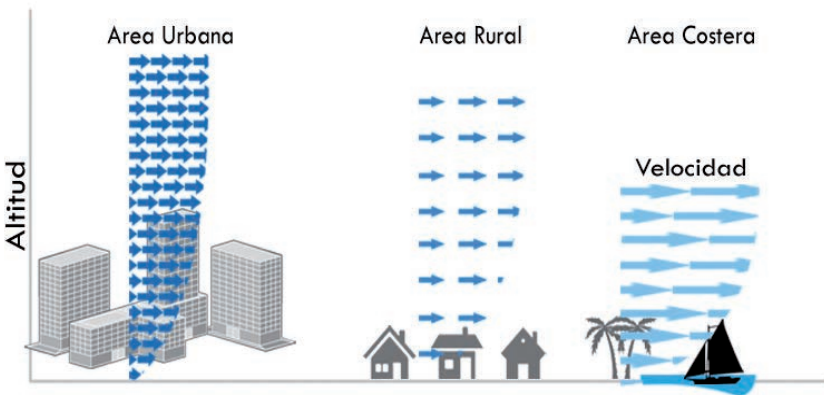 Area Urbana
Area Rural
Area Costera
Velocidad
Altitud